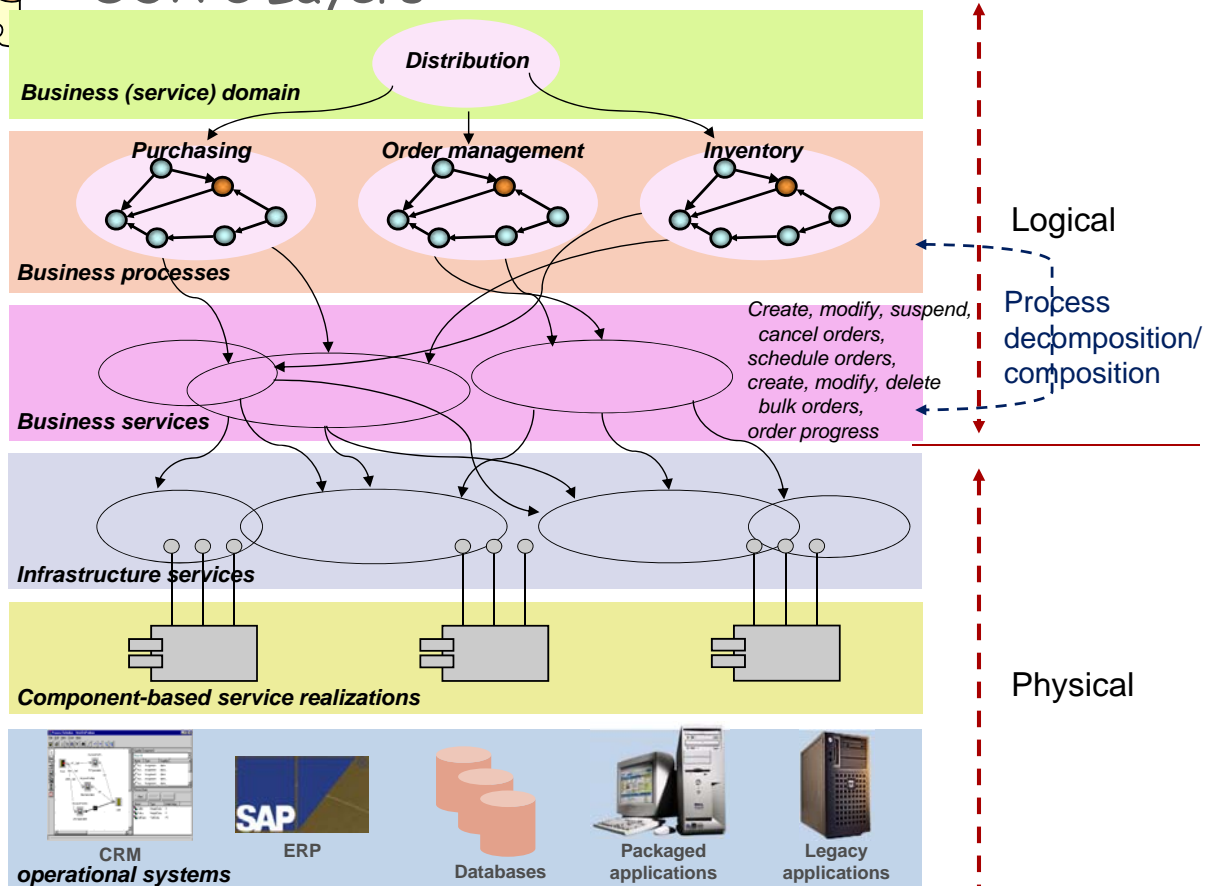 Layers
Distribution
Business (service) domain
Purchasing
Order management
Inventory
Business processes
Logical
Process
decomposition/
composition
Create, modify, suspend,
cancel orders,
schedule orders,
create, modify, delete
bulk orders,
order progress
Business services
Infrastructure services
Component-based service realizations
Physical
SAP
CRM
ERP
Databases
Packaged
applications
Legacy
applications
operational systems